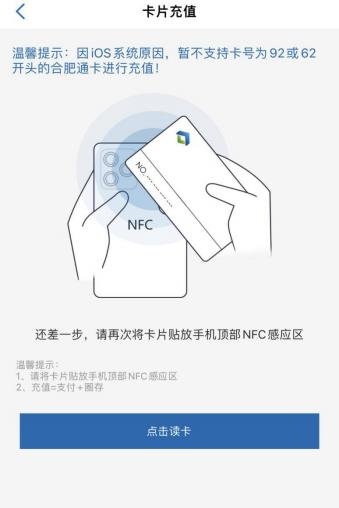 卡片充值
温馨提示：因iOS系统原因，暂不支持卡号为92或62
开头的合肥通卡进行充值！
NO.
NFC
还差一步，请再次将卡片贴放手机顶部NFC感应区
温馨提示：
1、请将卡片贴放手机顶部NFC感应区
2、充值=支付+圈存
点击读卡